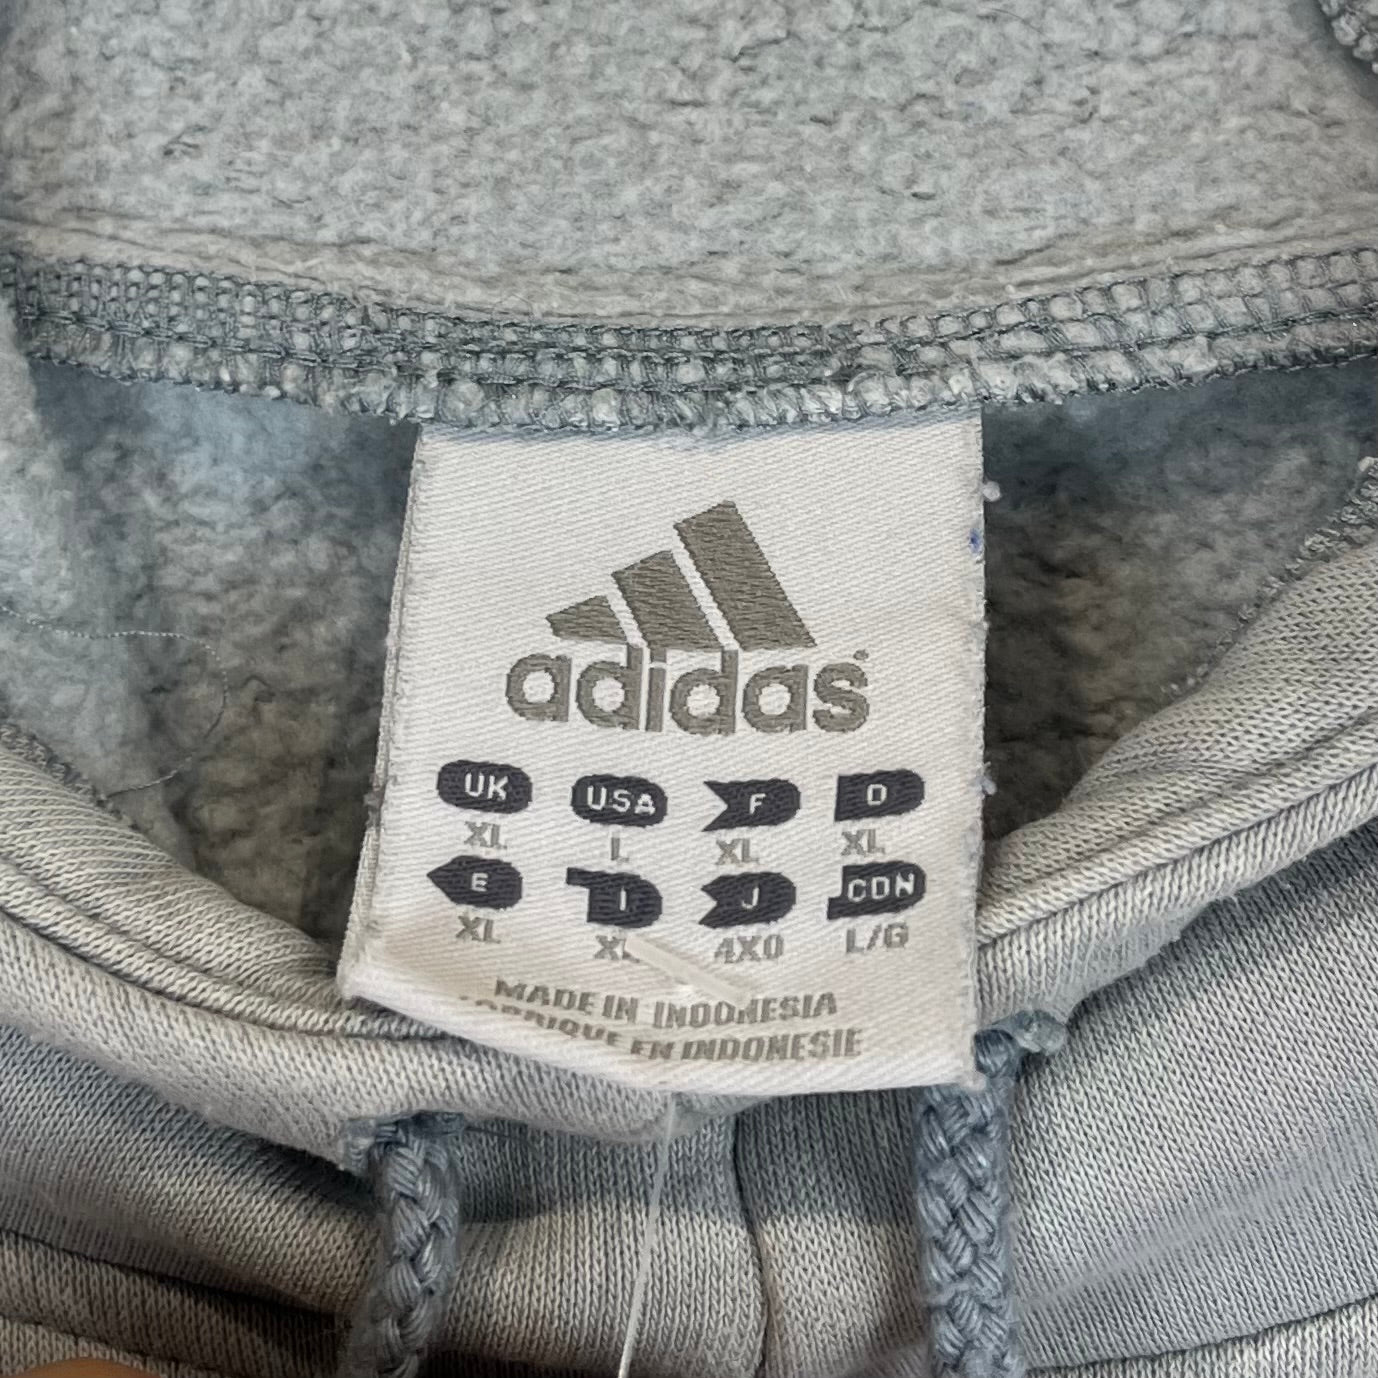 adidas
UK USA F D
XL L XL XL
E I J CDN
XL XL 4XO L/G
MADE IN INDONESIA
FABRIQUE EN INDONESIE